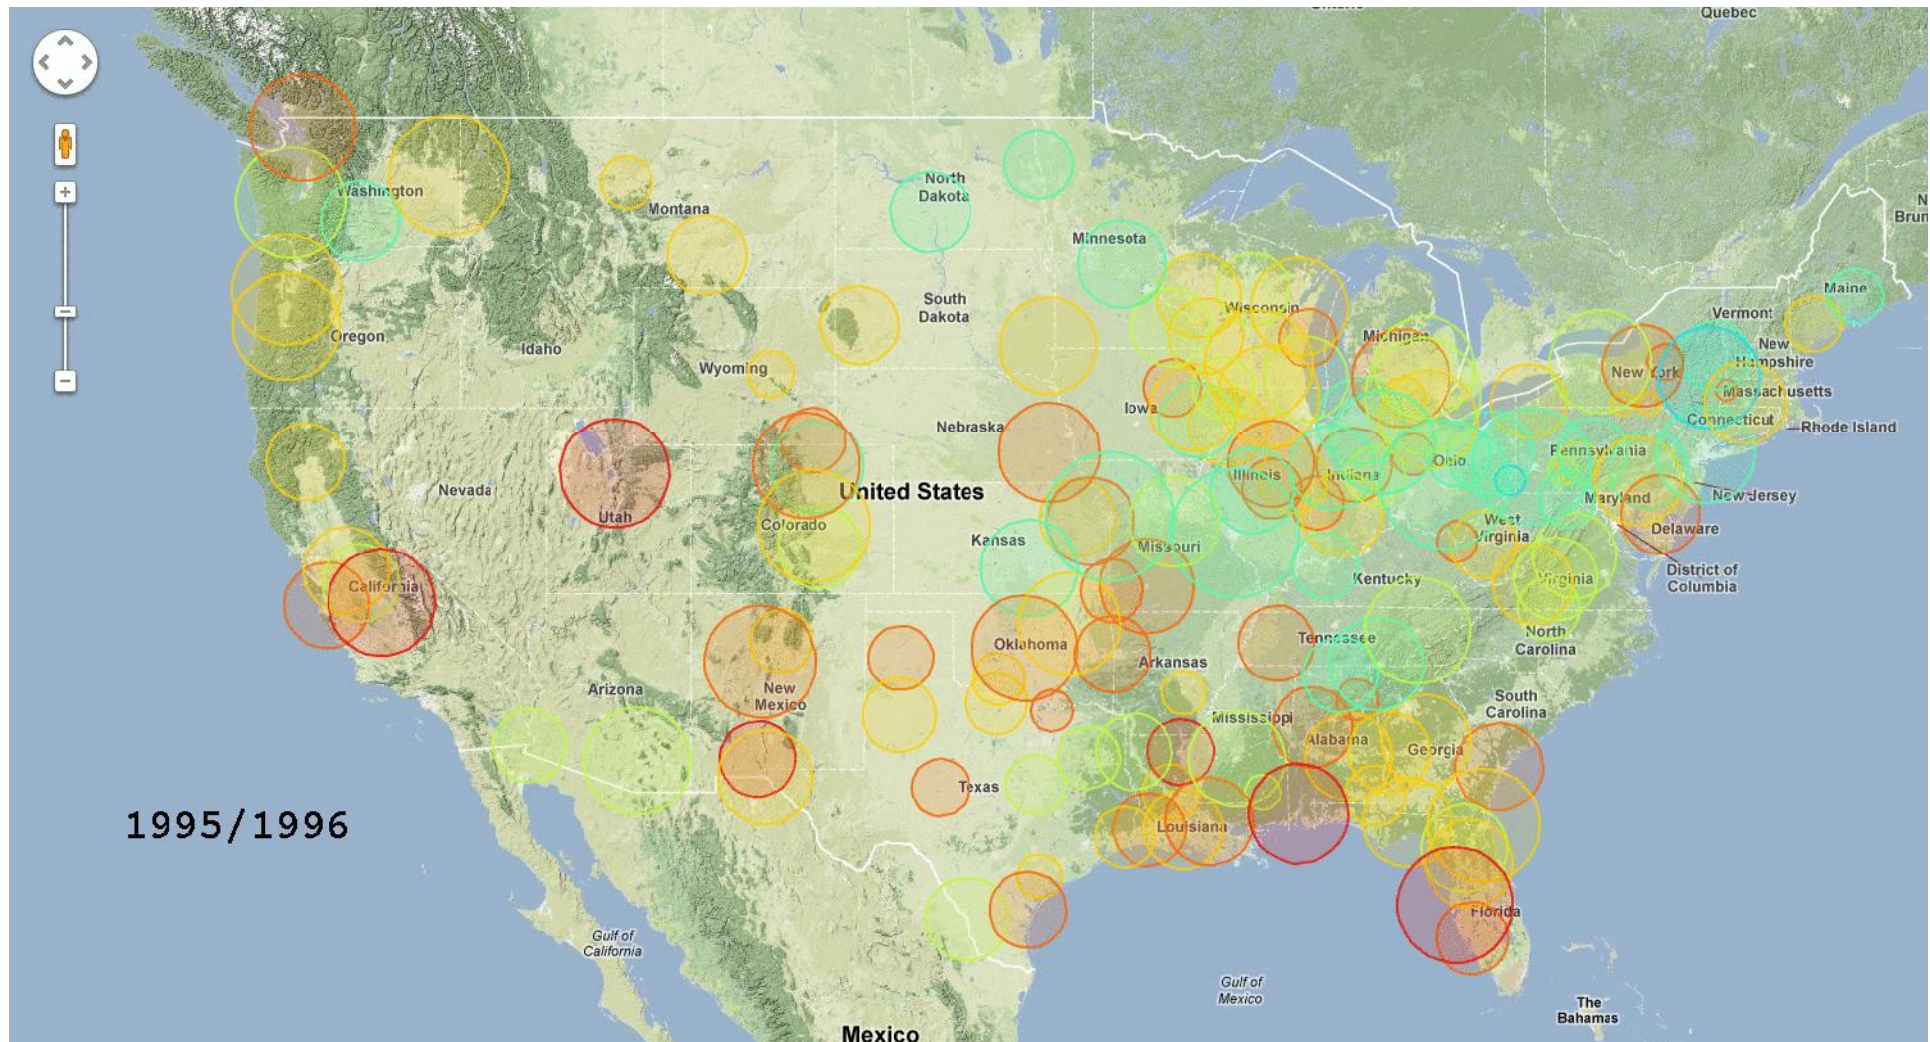 Quebec
Washington
Montana
North
Dakota
Minnesota
Maine
Vermont
New
Hampshire
Massachusetts
Connecticut
Rhode Island
New York
Michigan
Wisconsin
South
Dakota
Oregon
Idaho
Wyoming
Iowa
Nebraska
Illinois
Indiana
Ohio
Pennsylvania
New Jersey
Maryland
Delaware
District of
Columbia
West
Virginia
Virginia
Nevada
Utah
Colorado
United States
Kansas
Missouri
Kentucky
California
Arizona
New
Mexico
Oklahoma
Arkansas
Tennessee
North
Carolina
South
Carolina
Mississippi
Alabama
Georgia
Texas
Louisiana
Florida
1995/1996
Gulf of
California
Gulf of
Mexico
The
Bahamas
Mexico